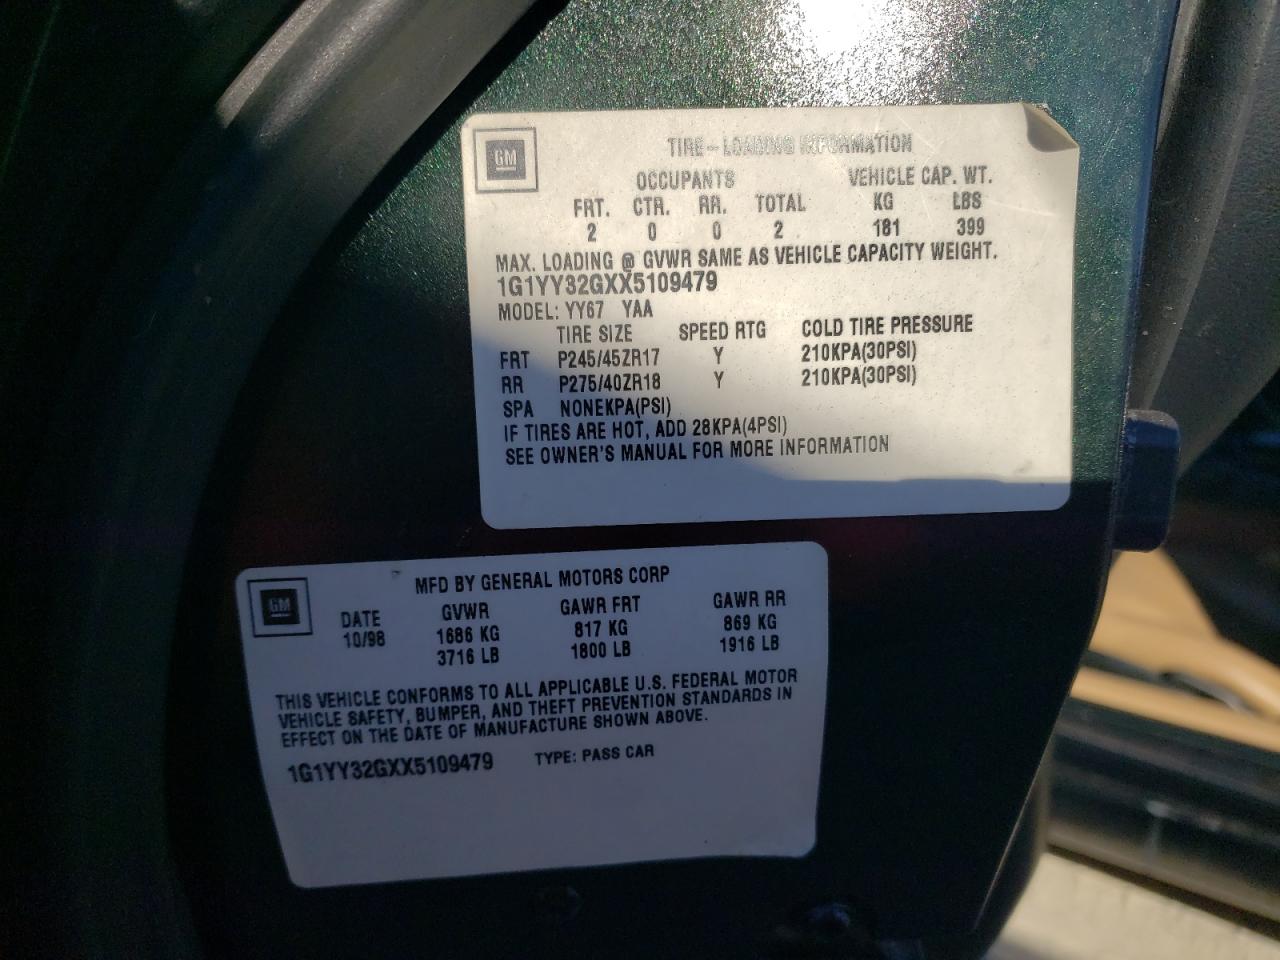 GM
TIRE-LOADING INFORMATION
OCCUPANTS VEHICLE CAP. WT.
FRT. CTR. RR. TOTAL KG LBS
2 0 0 2 181 399
MAX. LOADING @ GVWR SAME AS VEHICLE CAPACITY WEIGHT.
1G1YY32GXX5109479
MODEL: YY67 YAA
TIRE SIZE SPEED RTG COLD TIRE PRESSURE
FRT P245/45ZR17 Y 210KPA(30PSI)
RR P275/40ZR18 Y 210KPA(30PSI)
SPA NONEKPA(PSI)
IF TIRES ARE HOT, ADD 28KPA(4PSI)
SEE OWNER'S MANUAL FOR MORE INFORMATION
GM
MFD BY GENERAL MOTORS CORP
DATE GVWR GAWR FRT GAWR RR
10/98 1686 KG 817 KG 869 KG
3716 LB 1800 LB 1916 LB
THIS VEHICLE CONFORMS TO ALL APPLICABLE U.S. FEDERAL MOTOR
VEHICLE SAFETY, BUMPER, AND THEFT PREVENTION STANDARDS IN
EFFECT ON THE DATE OF MANUFACTURE SHOWN ABOVE.
1G1YY32GXX5109479 TYPE: PASS CAR